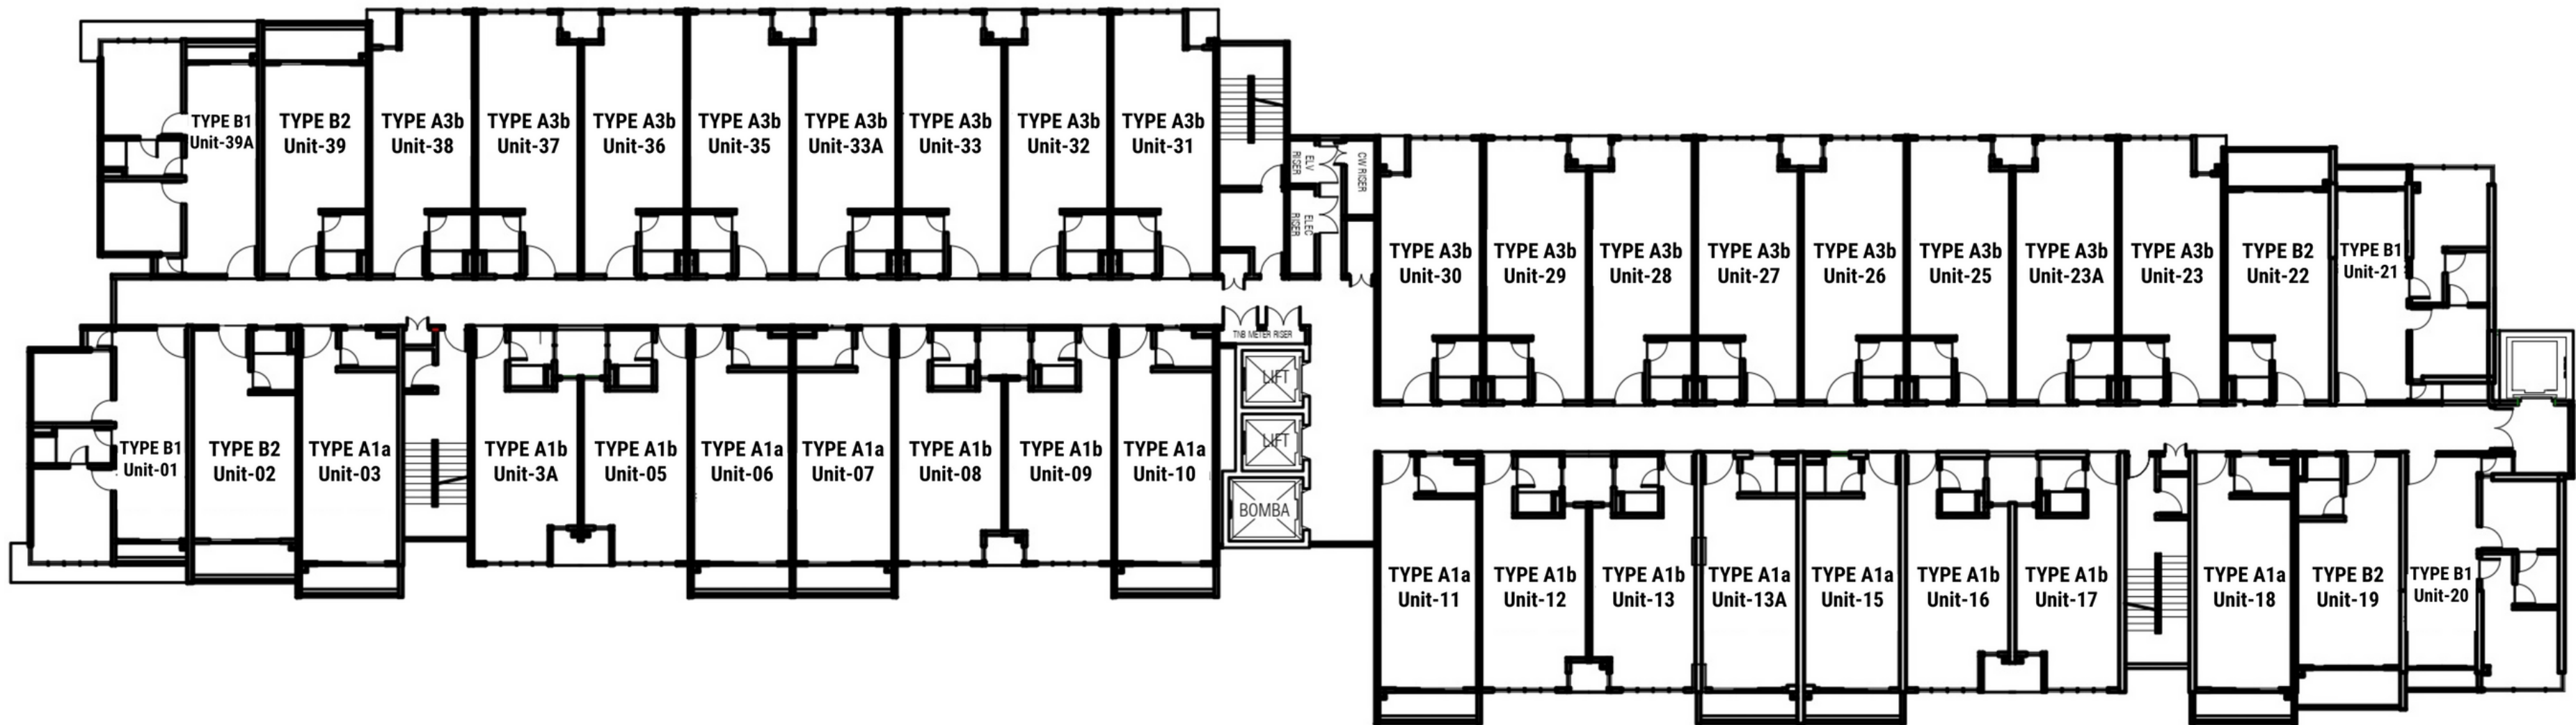 TYPE B1
Unit-39A
TYPE B2
Unit-39
TYPE A3b
Unit-38
TYPE A3b
Unit-37
TYPE A3b
Unit-36
TYPE A3b
Unit-35
TYPE A3b
Unit-33A
TYPE A3b
Unit-33
TYPE A3b
Unit-32
TYPE A3b
Unit-31
ELV
RISER
CW RISER
ELEC
RISER
TYPE A3b
Unit-30
TYPE A3b
Unit-29
TYPE A3b
Unit-28
TYPE A3b
Unit-27
TYPE A3b
Unit-26
TYPE A3b
Unit-25
TYPE A3b
Unit-23A
TYPE A3b
Unit-23
TYPE B2
Unit-22
TYPE B1
Unit-21
TNB METER RISER
LIFT
LIFT
BOMBA
TYPE B1
Unit-01
TYPE B2
Unit-02
TYPE A1a
Unit-03
TYPE A1b
Unit-3A
TYPE A1b
Unit-05
TYPE A1a
Unit-06
TYPE A1a
Unit-07
TYPE A1b
Unit-08
TYPE A1b
Unit-09
TYPE A1a
Unit-10
TYPE A1a
Unit-11
TYPE A1b
Unit-12
TYPE A1b
Unit-13
TYPE A1a
Unit-13A
TYPE A1a
Unit-15
TYPE A1b
Unit-16
TYPE A1b
Unit-17
TYPE A1a
Unit-18
TYPE B2
Unit-19
TYPE B1
Unit-20